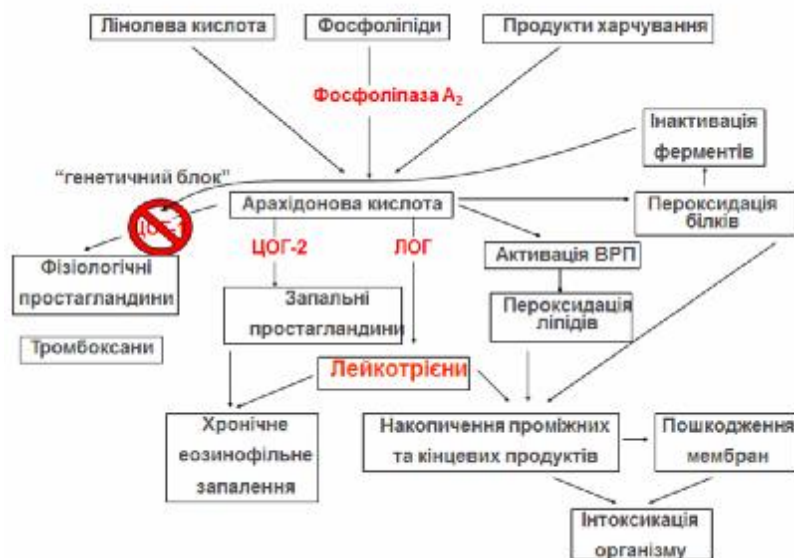 Лінолева кислота
Фосфоліпіди
Продукти харчування
Фосфоліпаза А2
Інактивація
ферментів
"генетичний блок"
ЦОГ-1
Арахідонова кислота
Пероксидація
білків
ЦОГ-2
ЛОГ
Активація ВРП
Фізіологічні
простагландини
Запальні
простагландини
Пероксидація
ліпідів
Тромбоксани
Лейкотрієни
Хронічне
еозинофільне
запалення
Накопичення проміжних
та кінцевих продуктів
Пошкодження
мембран
Інтоксикація
організму